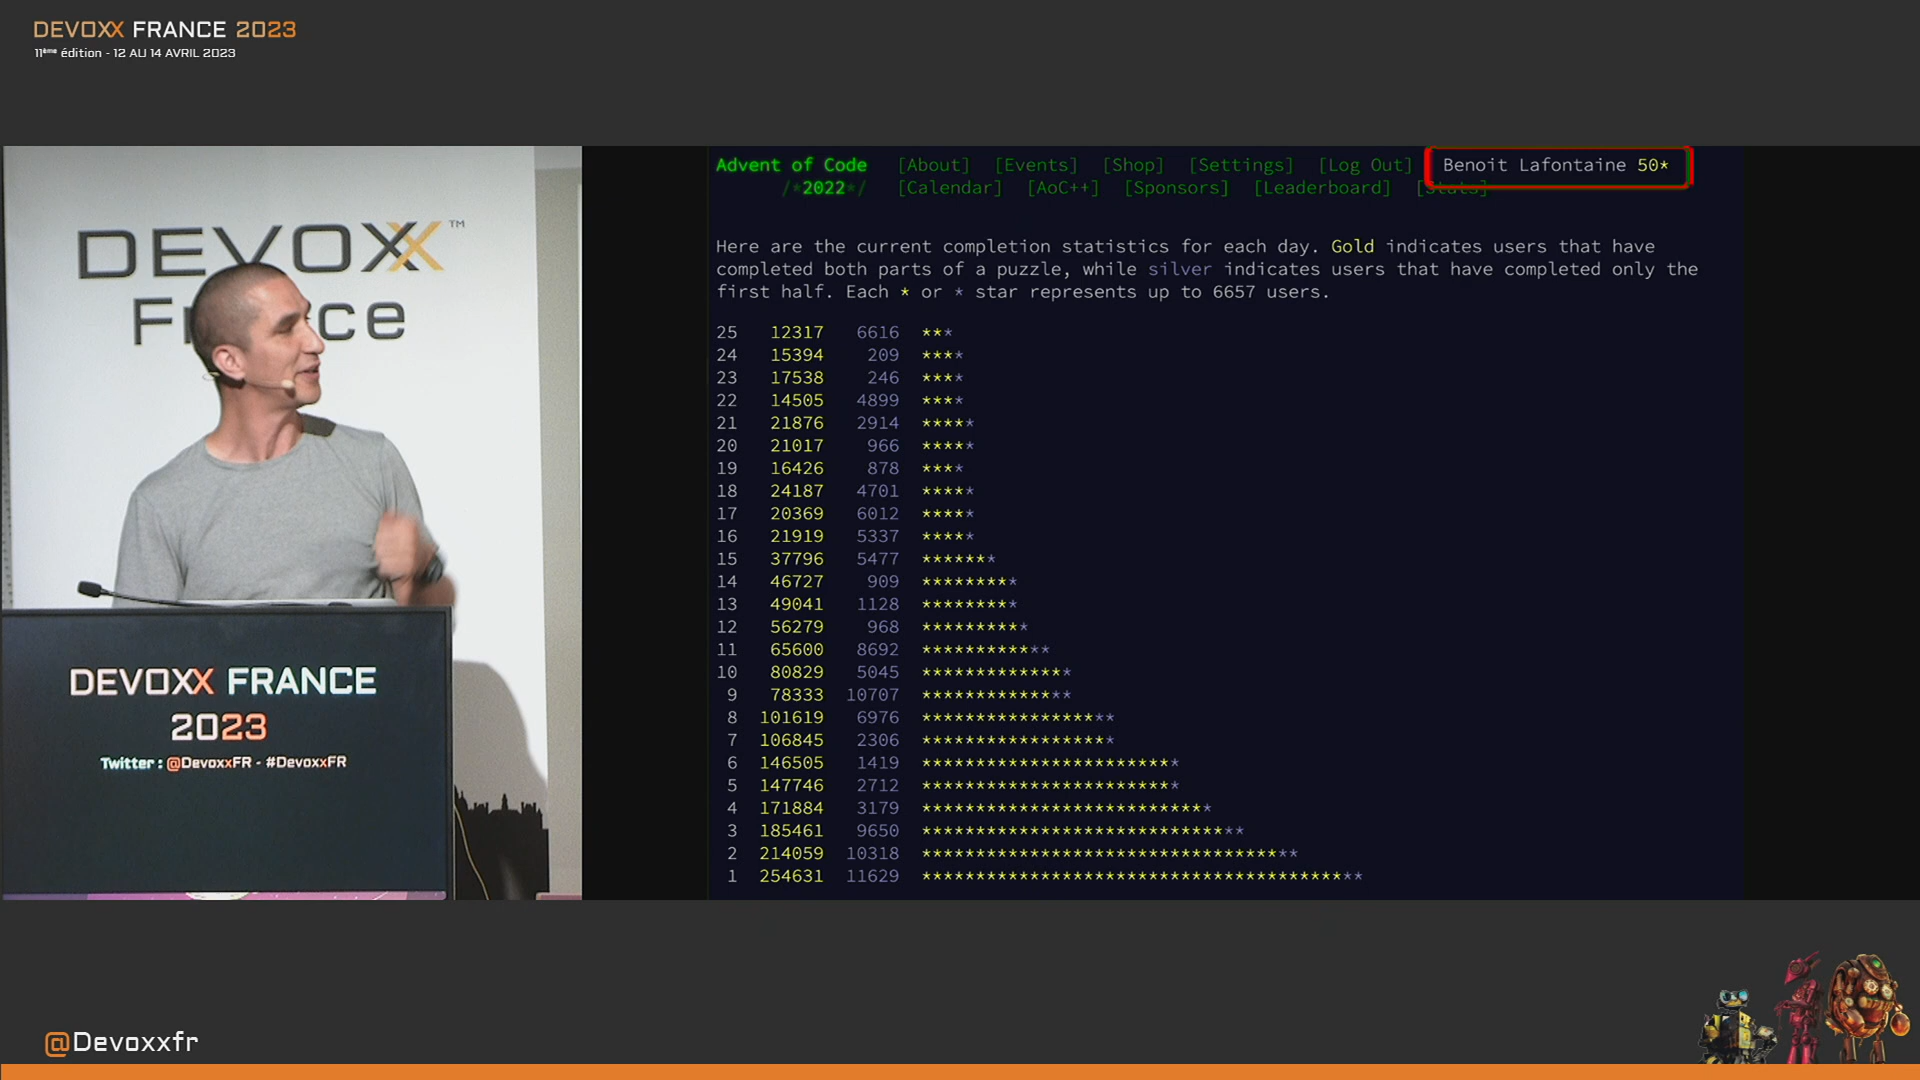 DEVOXX FRANCE 2023
11ème édition - 12 AU 14 AVRIL 2023
DEVOXX™
France
DEVOXX FRANCE
2023
Twitter : @DevoxxFR - #DevoxxFR
Advent of Code [About] [Events] [Shop] [Settings] [Log Out] Benoit Lafontaine 50*
/*2022*/ [Calendar] [AoC++] [Sponsors] [Leaderboard] [Stats]
Here are the current completion statistics for each day. Gold indicates users that have
completed both parts of a puzzle, while silver indicates users that have completed only the
first half. Each * or * star represents up to 6657 users.
25 12317 6616 ***
24 15394 209 ****
23 17538 246 ****
22 14505 4899 ****
21 21876 2914 *****
20 21017 966 *****
19 16426 878 ****
18 24187 4701 *****
17 20369 6012 *****
16 21919 5337 *****
15 37796 5477 *******
14 46727 909 *********
13 49041 1128 *********
12 56279 968 **********
11 65600 8692 ************
10 80829 5045 **************
9 78333 10707 **************
8 101619 6976 ******************
7 106845 2306 ******************
6 146505 1419 ************************
5 147746 2712 ************************
4 171884 3179 ***************************
3 185461 9650 ******************************
2 214059 10318 ***********************************
1 254631 11629 *****************************************
@Devoxxfr